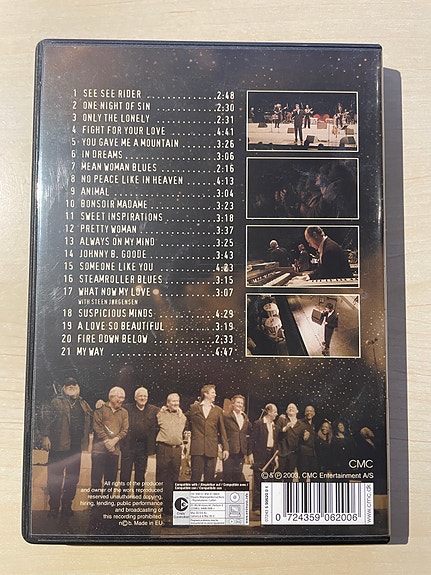 1 SEE SEE RIDER 2:48
2 ONE NIGHT OF SIN 2:30
3 ONLY THE LONELY 2:31
4 FIGHT FOR YOUR LOVE 4:41
5 YOU GAVE ME A MOUNTAIN 3:26
6 IN DREAMS 3:06
7 MEAN WOMAN BLUES 2:16
8 NO PEACE LIKE IN HEAVEN 4:13
9 ANIMAL 3:04
10 BONSOIR MADAME 3:23
11 SWEET INSPIRATIONS 3:18
12 PRETTY WOMAN 3:37
13 ALWAYS ON MY MIND 3:25
14 JOHNNY B. GOODE 3:43
15 SOMEONE LIKE YOU 4:23
16 STEAMROLLER BLUES 3:15
17 WHAT NOW MY LOVE 3:07
WITH STEEN JØRGENSEN
18 SUSPICIOUS MINDS 4:29
19 A LOVE SO BEAUTIFUL 3:19
20 FIRE DOWN BELOW 2:33
21 MY WAY 4:47
CMC
© & ℗ 2003, CMC Entertainment A/S
All rights of the producer
and owner of the work reproduced
reserved unauthorised copying,
hiring, lending, public performance
and broadcasting of
this recording prohibited.
n©b. Made in EU
0 724359 062006
www.cmc.dk